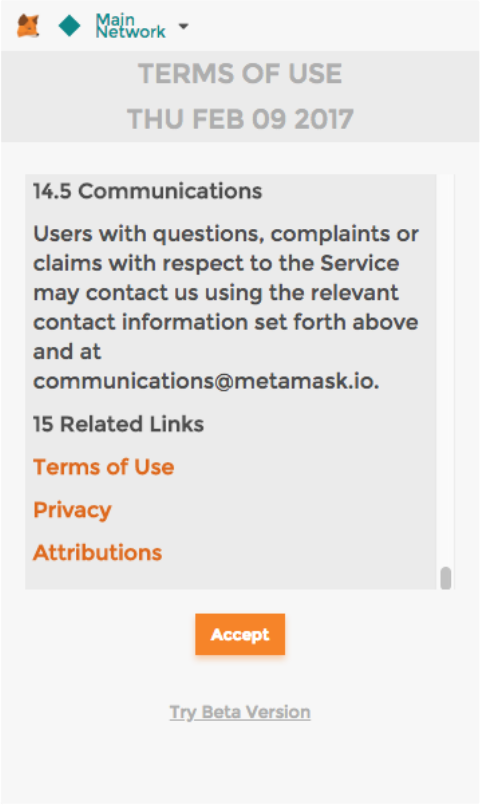 Main
Network
TERMS OF USE
THU FEB 09 2017
14.5 Communications
Users with questions, complaints or
claims with respect to the Service
may contact us using the relevant
contact information set forth above
and at
communications@metamask.io.
15 Related Links
Terms of Use
Privacy
Attributions
Accept
Try Beta Version